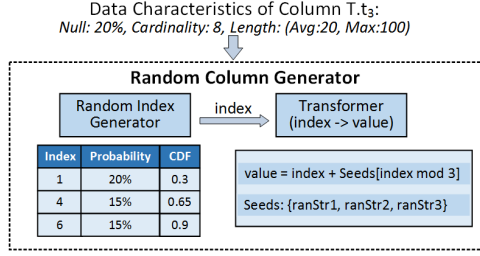 Data Characteristics of Column T.t₃:
Null: 20%, Cardinality: 8, Length: (Avg:20, Max:100)
Random Column Generator
Random Index
Generator
index
Transformer
(index -> value)
Index Probability CDF
1 20% 0.3
4 15% 0.65
6 15% 0.9
value = index + Seeds[index mod 3]
Seeds: {ranStr1, ranStr2, ranStr3}